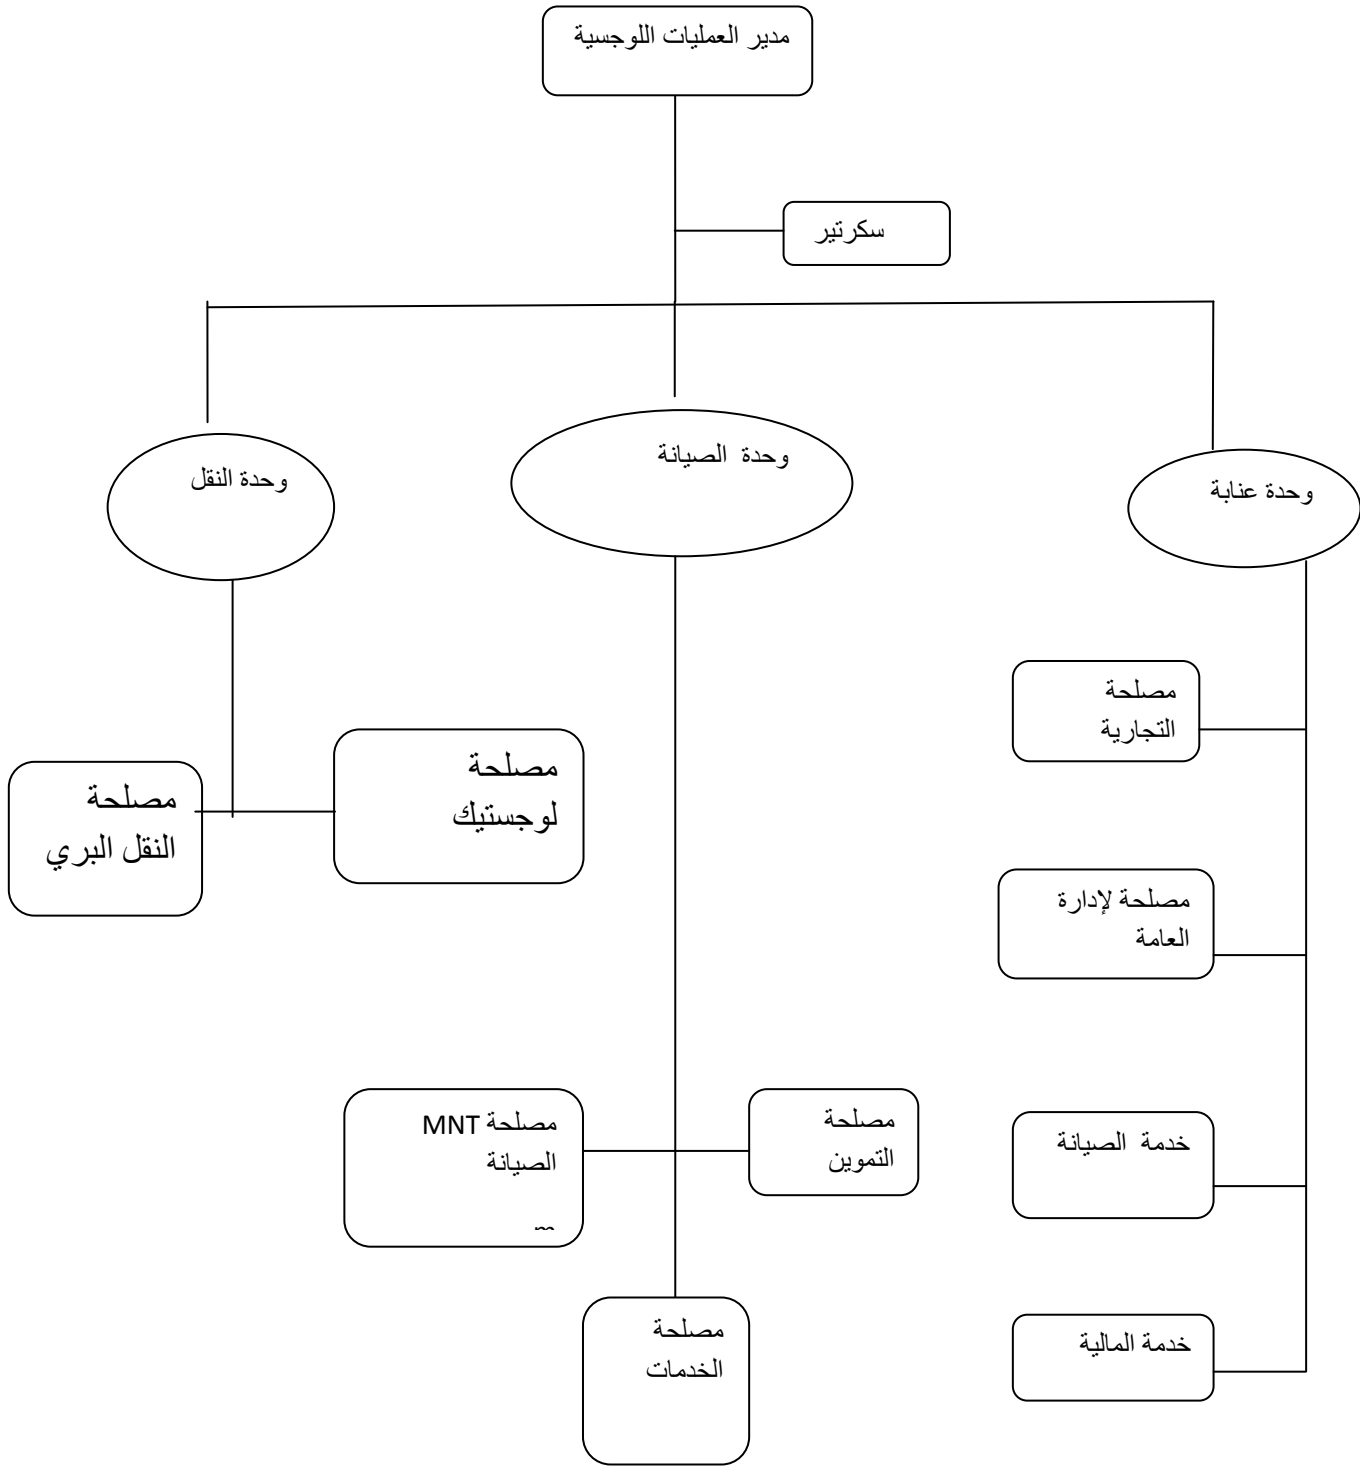 مدير العمليات اللوجسية
سكرتير
وحدة عنابة
وحدة الصيانة
وحدة النقل
مصلحة
التجارية
مصلحة لإدارة
العامة
خدمة الصيانة
خدمة المالية
مصلحة
التموين
مصلحة MNT
الصيانة
مصلحة
الخدمات
مصلحة
لوجستيك
مصلحة
النقل البري